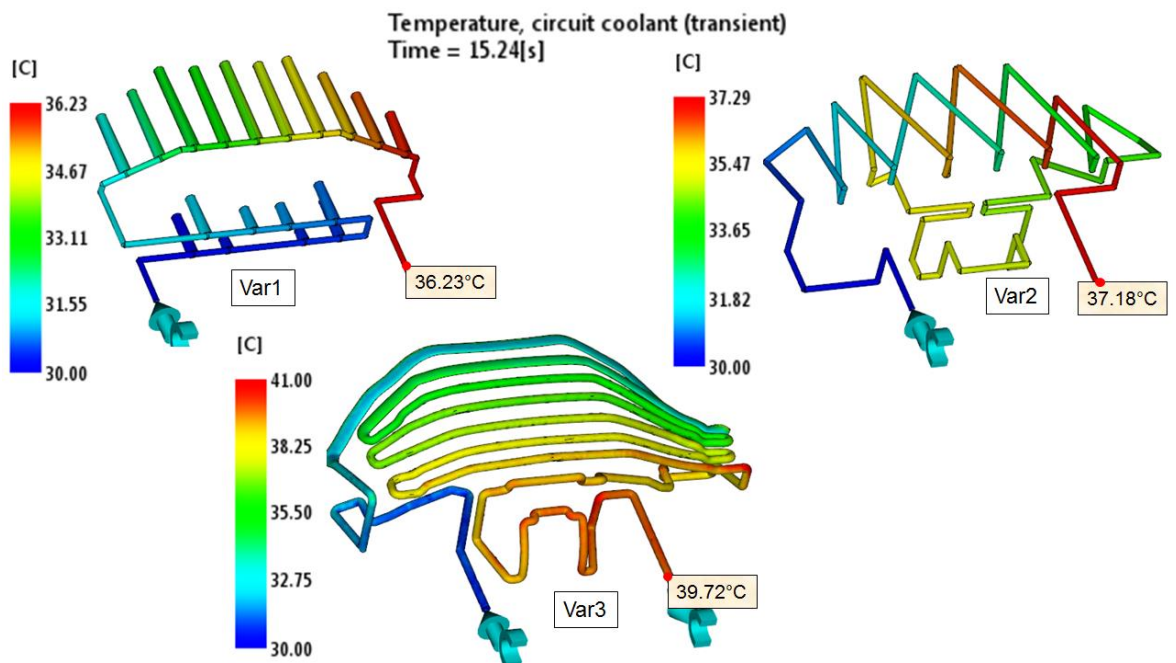 Temperature, circuit coolant (transient)
Time = 15.24[s]
[C]
36.23
34.67
33.11
31.55
30.00
Var1
36.23°C
[C]
37.29
35.47
33.65
31.82
30.00
Var2
37.18°C
[C]
41.00
38.25
35.50
32.75
30.00
Var3
39.72°C